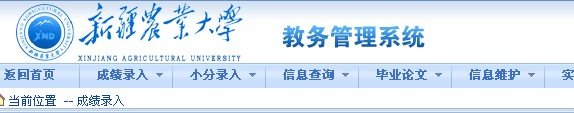 新疆农业大学
XINJIANG AGRICULTURAL UNIVERSITY
教务管理系统
返回首页 成绩录入 小分录入 信息查询 毕业论文 信息维护 实
当前位置 -- 成绩录入